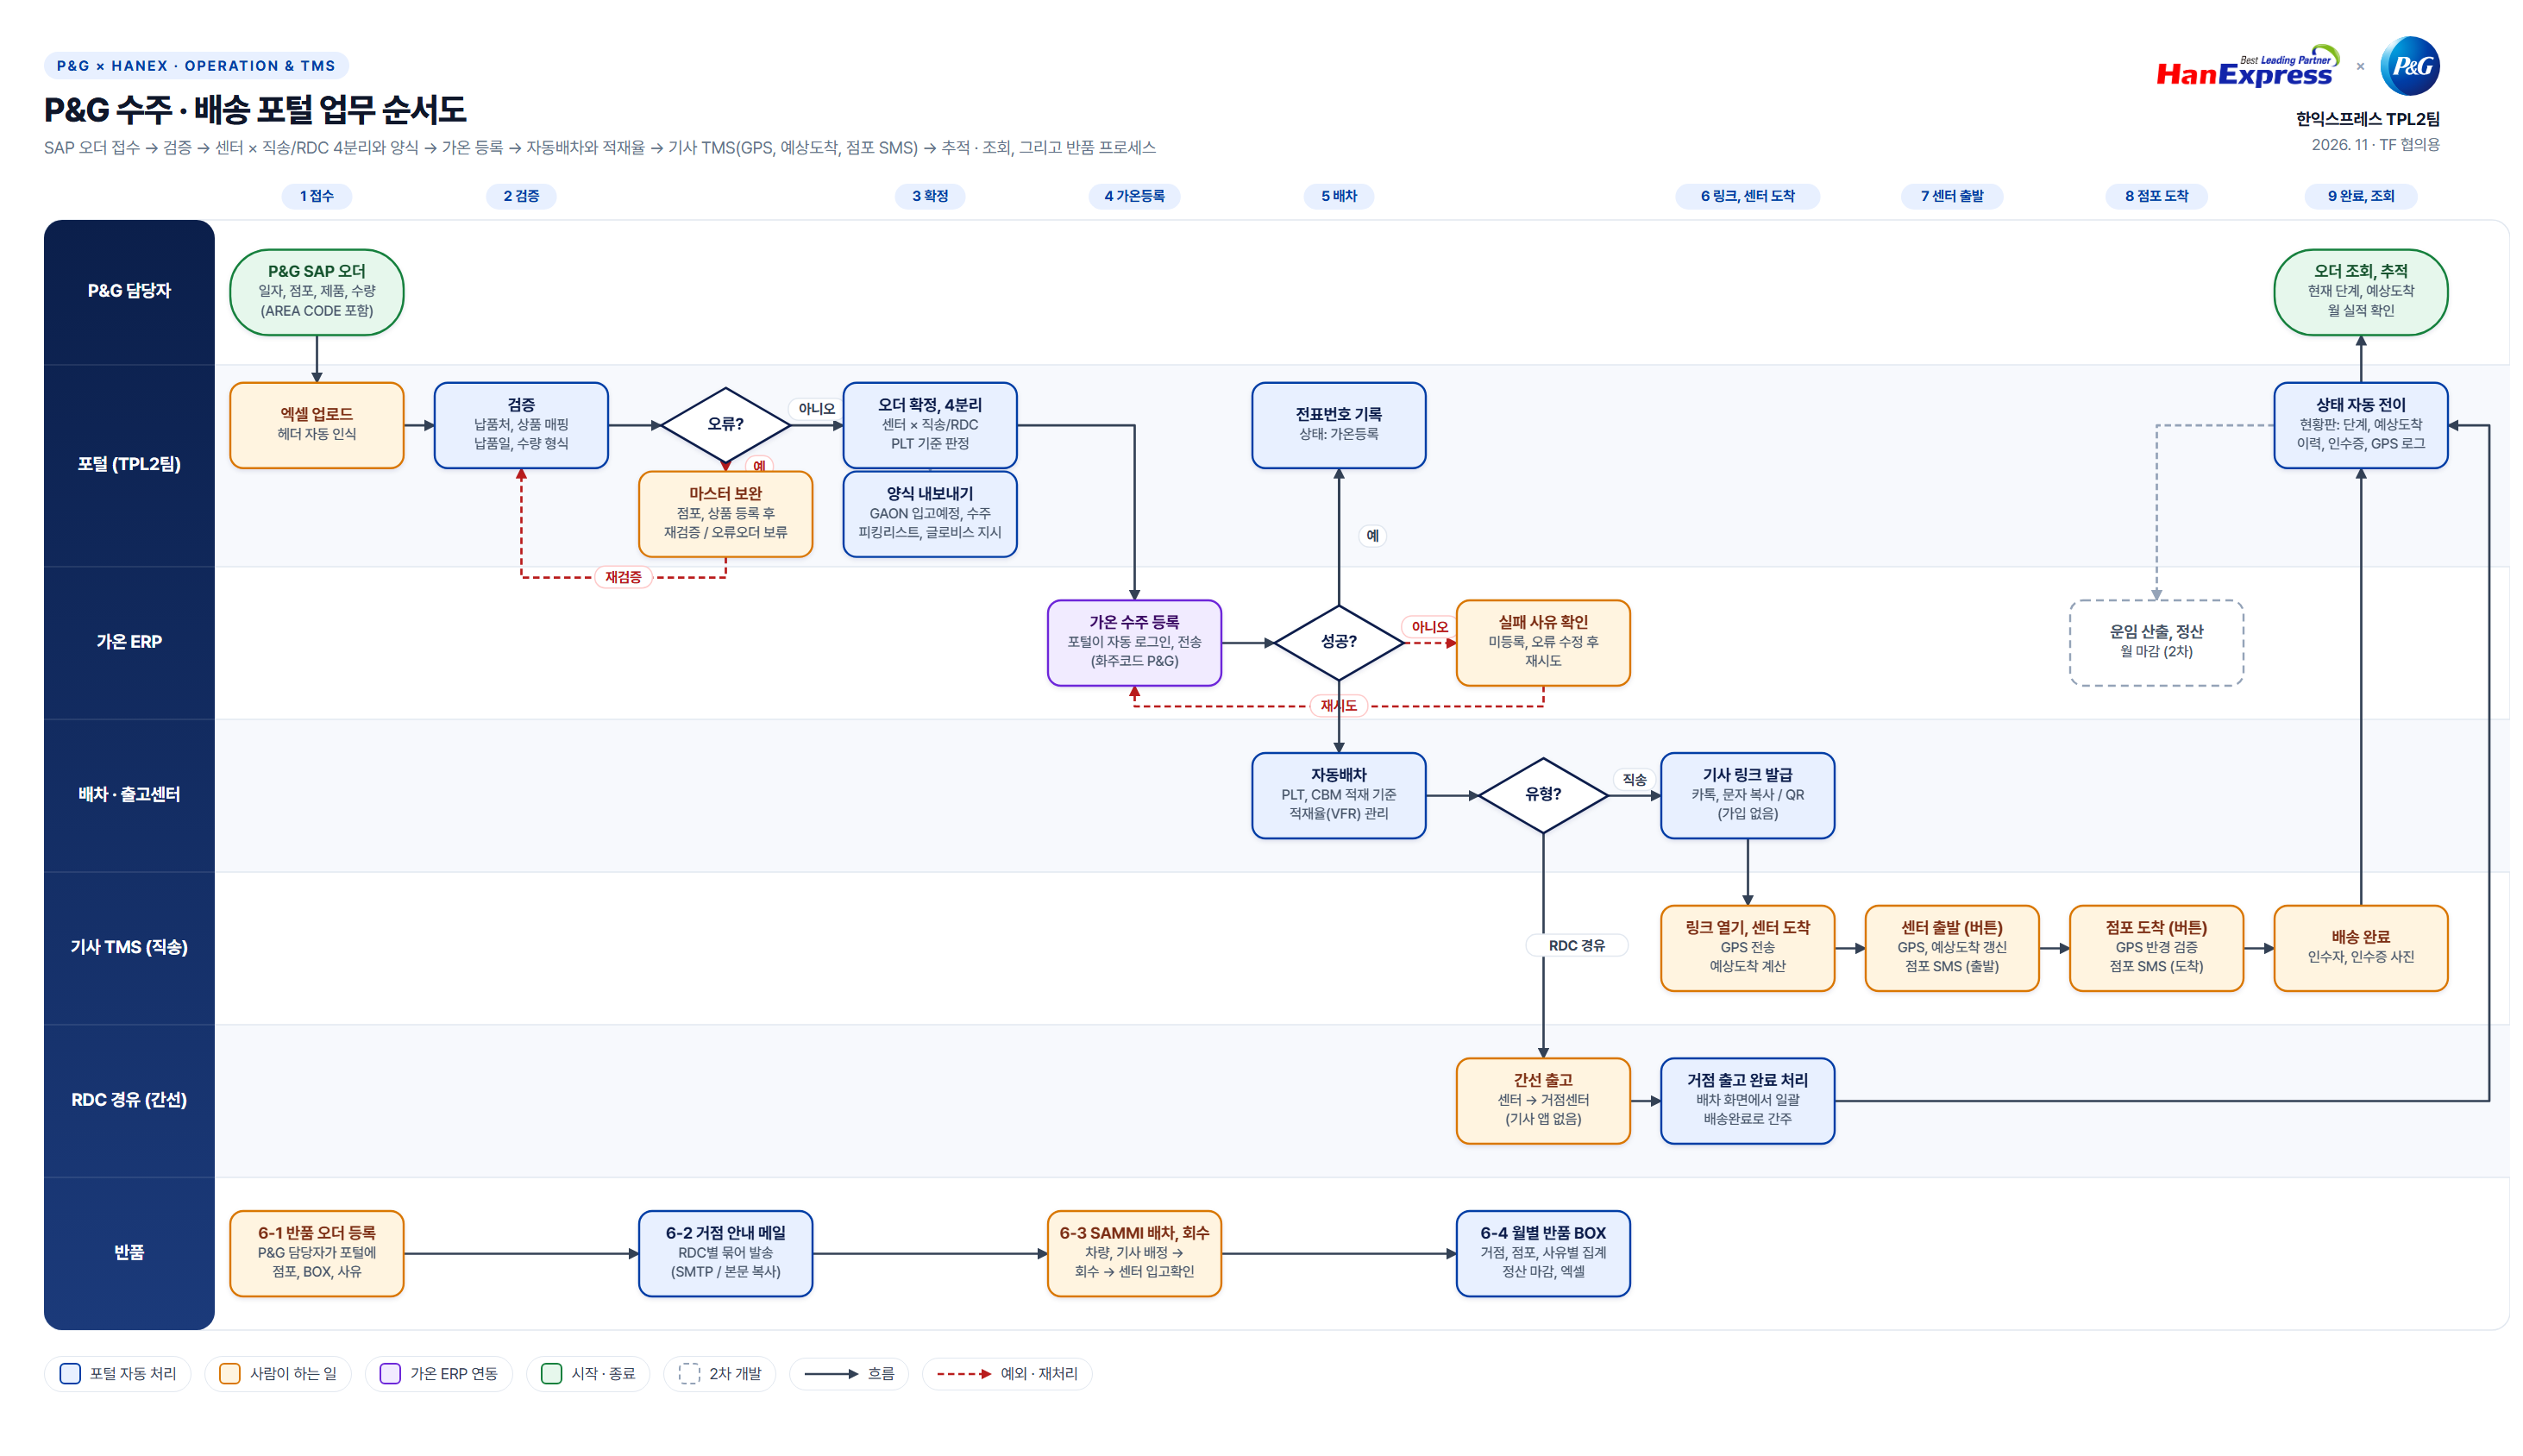 P&G × HANEX · OPERATION & TMS
P&G 수주 · 배송 포털 업무 순서도
SAP 오더 접수 → 검증 → 센터 × 직송/RDC 4분리와 양식 → 가온 등록 → 자동배차와 적재율 → 기사 TMS(GPS, 예상도착, 점포 SMS) → 추적 · 조회, 그리고 반품 프로세스
Best Leading Partner
HanExpress
×
P&G
한익스프레스 TPL2팀
2026. 11 · TF 협의용
1 접수
2 검증
3 확정
4 가온등록
5 배차
6 링크, 센터 도착
7 센터 출발
8 점포 도착
9 완료, 조회
P&G 담당자
P&G SAP 오더
일자, 점포, 제품, 수량
(AREA CODE 포함)
오더 조회, 추적
현재 단계, 예상도착
월 실적 확인
포털 (TPL2팀)
엑셀 업로드
헤더 자동 인식
검증
납품처, 상품 매핑
납품일, 수량 형식
오류?
아니오
예
오더 확정, 4분리
센터 × 직송/RDC
PLT 기준 판정
마스터 보완
점포, 상품 등록 후
재검증 / 오류오더 보류
재검증
양식 내보내기
GAON 입고예정, 수주
피킹리스트, 글로비스 지시
전표번호 기록
상태: 가온등록
예
상태 자동 전이
현황판: 단계, 예상도착
이력, 인수증, GPS 로그
가온 ERP
가온 수주 등록
포털이 자동 로그인, 전송
(화주코드 P&G)
성공?
아니오
실패 사유 확인
미등록, 오류 수정 후
재시도
재시도
운임 산출, 정산
월 마감 (2차)
배차 · 출고센터
자동배차
PLT, CBM 적재 기준
적재율(VFR) 관리
유형?
직송
기사 링크 발급
카톡, 문자 복사 / QR
(가입 없음)
기사 TMS (직송)
RDC 경유
링크 열기, 센터 도착
GPS 전송
예상도착 계산
센터 출발 (버튼)
GPS, 예상도착 갱신
점포 SMS (출발)
점포 도착 (버튼)
GPS 반경 검증
점포 SMS (도착)
배송 완료
인수자, 인수증 사진
RDC 경유 (간선)
간선 출고
센터 → 거점센터
(기사 앱 없음)
거점 출고 완료 처리
배차 화면에서 일괄
배송완료로 간주
반품
6-1 반품 오더 등록
P&G 담당자가 포털에
점포, BOX, 사유
6-2 거점 안내 메일
RDC별 묶어 발송
(SMTP / 본문 복사)
6-3 SAMMI 배차, 회수
차량, 기사 배정 →
회수 → 센터 입고확인
6-4 월별 반품 BOX
거점, 점포, 사유별 집계
정산 마감, 엑셀
포털 자동 처리
사람이 하는 일
가온 ERP 연동
시작 · 종료
2차 개발
흐름
예외 · 재처리